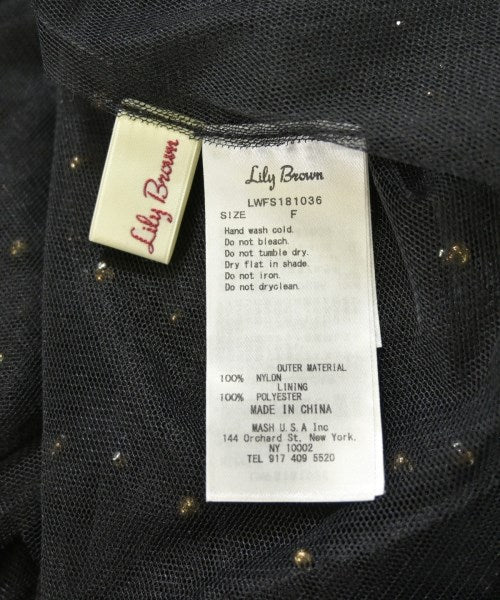 Lily Brown
Lily Brown
LWFS181036
SIZE F
Hand wash cold.
Do not bleach.
Do not tumble dry.
Dry flat in shade.
Do not iron.
Do not dryclean.
OUTER MATERIAL
100% NYLON
LINING
100% POLYESTER
MADE IN CHINA
MASH U.S.A Inc
144 Orchard St. New York.
NY 10002
TEL 917 409 5520